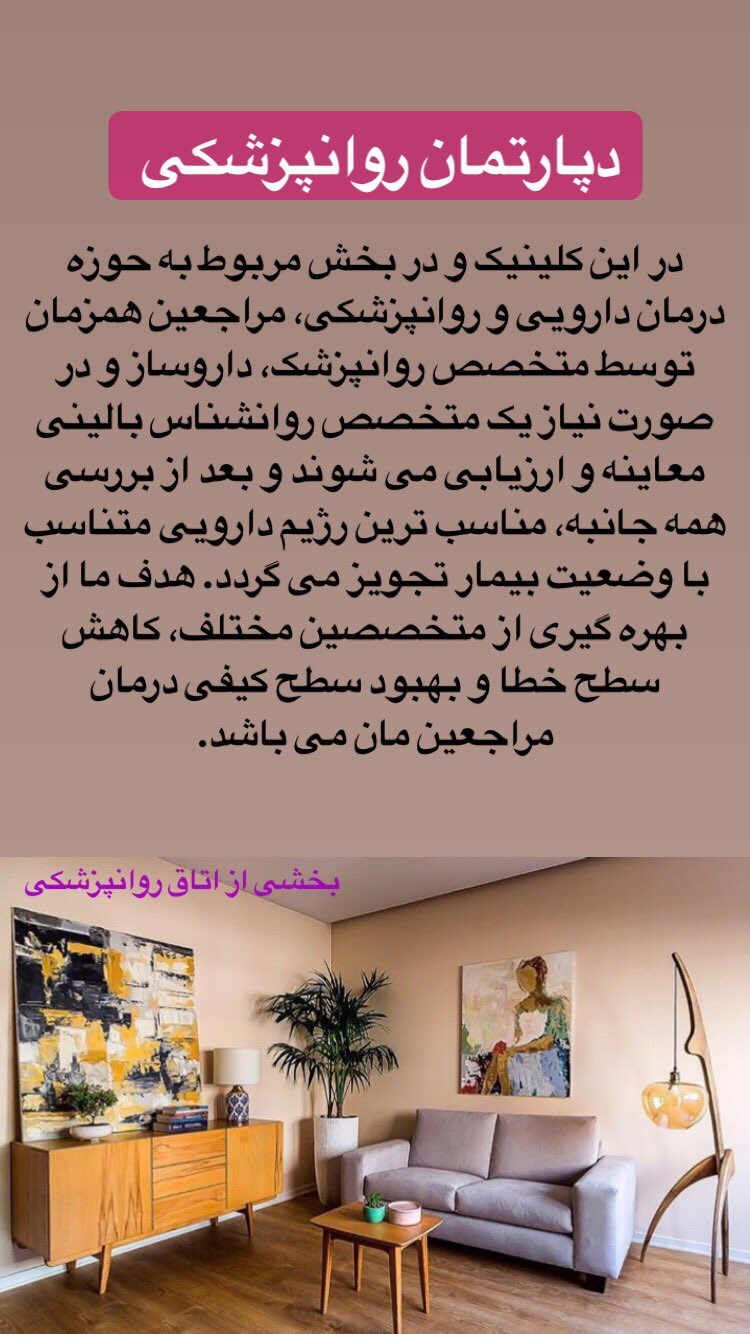 دپارتمان روانپزشکی
در این کلینیک و در بخش مربوط به حوزه
درمان دارویی و روانپزشکی، مراجعین همزمان
توسط متخصص روانپزشک، داروساز و در
صورت نیاز یک متخصص روانشناس بالینی
معاینه و ارزیابی می شوند و بعد از بررسی
همه جانبه، مناسب ترین رژیم دارویی متناسب
با وضعیت بیمار تجویز می گردد. هدف ما از
بهره گیری از متخصصین مختلف، کاهش
سطح خطا و بهبود سطح کیفی درمان
مراجعین مان می باشد.
بخشی از اتاق روانپزشکی